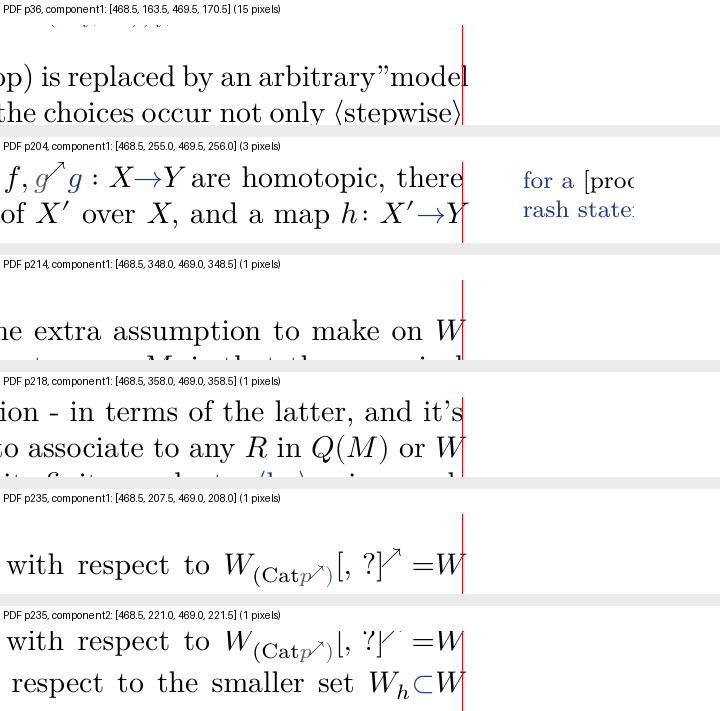 PDF p36, component1: [468.5, 163.5, 469.5, 170.5] (15 pixels)
op) is replaced by an arbitrary”model
the choices occur not only ⟨stepwise⟩
PDF p204, component1: [468.5, 255.0, 469.5, 256.0] (3 pixels)
f, g↗ g : X→Y are homotopic, there
for a [proo
of X′ over X, and a map h: X′→Y
rash state
PDF p214, component1: [468.5, 348.0, 469.0, 348.5] (1 pixels)
ne extra assumption to make on W
PDF p218, component1: [468.5, 358.0, 469.0, 358.5] (1 pixels)
ion - in terms of the latter, and it’s
to associate to any R in Q(M) or W
PDF p235, component1: [468.5, 207.5, 469.0, 208.0] (1 pixels)
with respect to W(Catp↗)[, ?]↗ =W
PDF p235, component2: [468.5, 221.0, 469.0, 221.5] (1 pixels)
with respect to W(Catp↗)[, ?]↗ =W
respect to the smaller set Wh⊂W